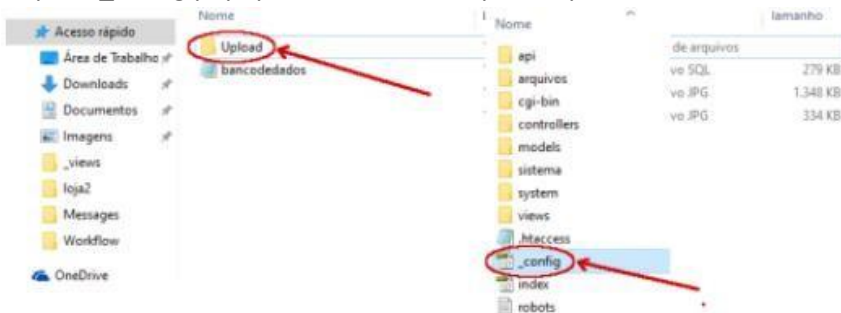 Nome
Acesso rápido
Área de Trabalho
Downloads
Documentos
Imagens
_views
loja2
Messages
Workflow
OneDrive
Upload
bancodedados
Nome
api
arquivos
cgi-bin
controllers
models
sistema
system
views
.htaccess
_config
index
robots
lamanho
de arquivos
vo SQL 279 KB
vo JPG 1.348 KB
vo JPG 334 KB